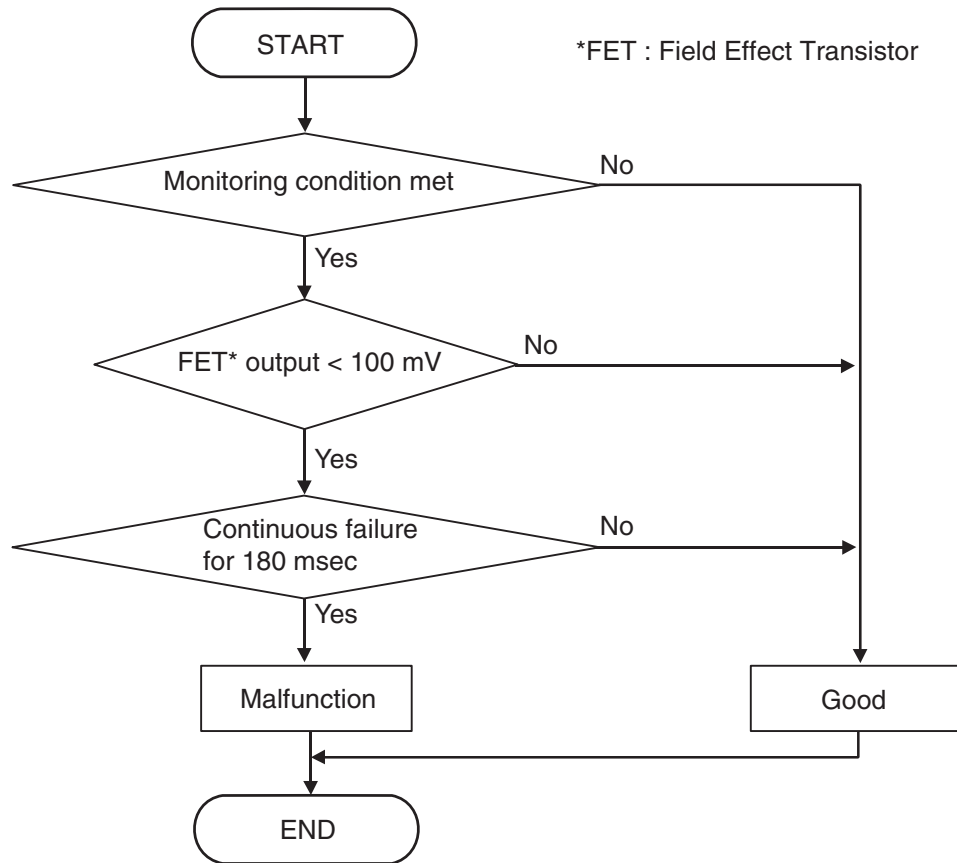 START
*FET : Field Effect Transistor
Monitoring condition met
No
Yes
FET* output < 100 mV
No
Yes
Continuous failure
for 180 msec
No
Yes
Malfunction
Good
END